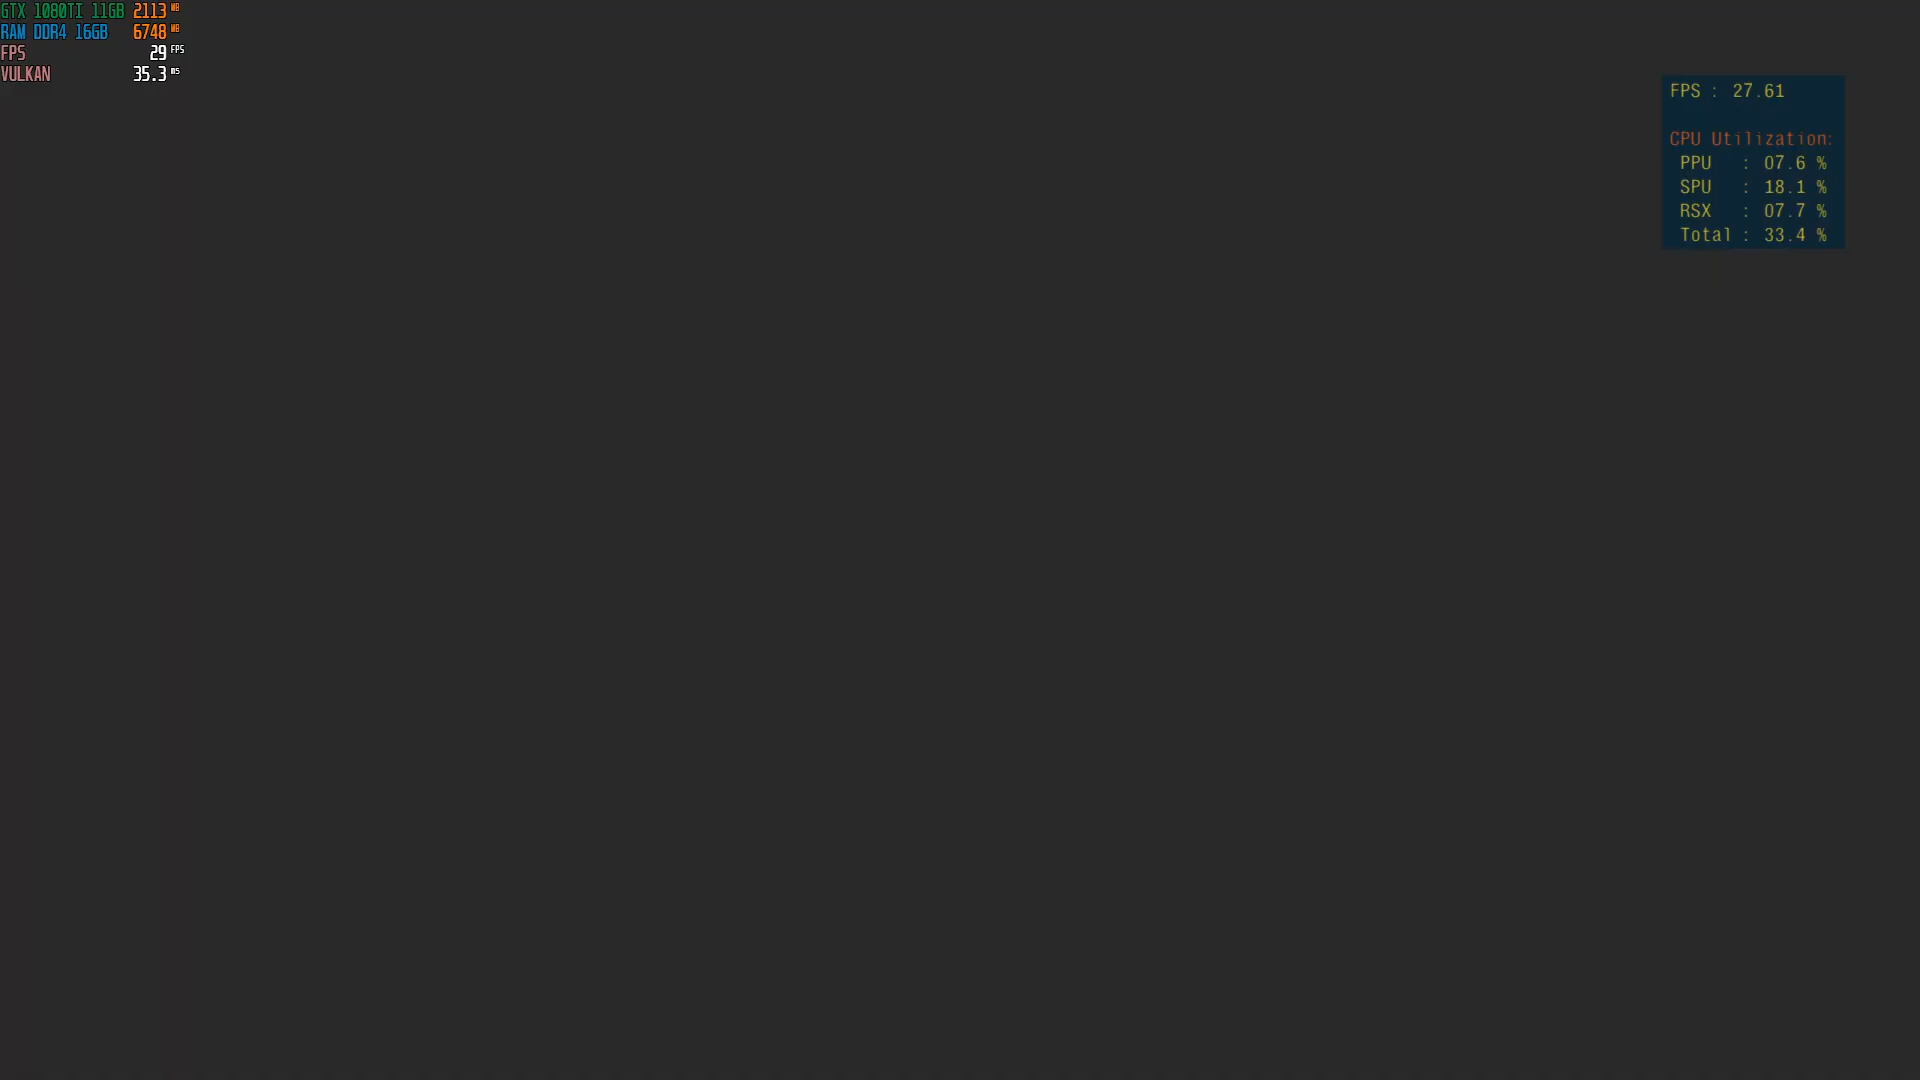 GTX 1080TI 11GB 2113 MB
RAM DDR4 16GB 6748 MB
FPS 29 FPS
VULKAN 35.3 ms
FPS : 27.61
CPU Utilization:
PPU : 07.6 %
SPU : 18.1 %
RSX : 07.7 %
Total : 33.4 %